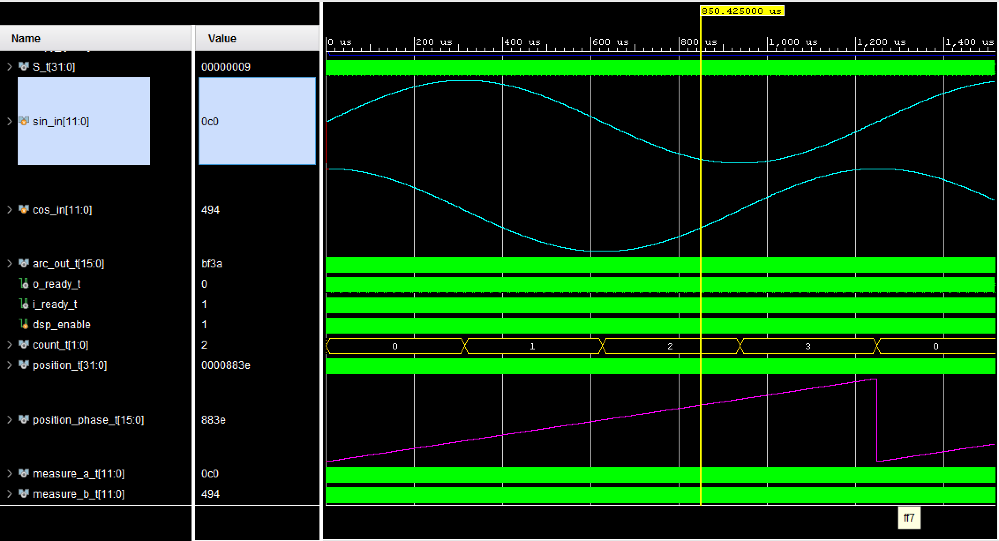 850.425000 us
Name
Value
0 us
200 us
400 us
600 us
800 us
1,000 us
1,200 us
1,400 us
S_t[31:0]
00000009
sin_in[11:0]
0c0
cos_in[11:0]
494
arc_out_t[15:0]
bf3a
o_ready_t
0
i_ready_t
1
dsp_enable
1
count_t[1:0]
2
0
1
2
3
0
position_t[31:0]
0000883e
position_phase_t[15:0]
883e
measure_a_t[11:0]
0c0
measure_b_t[11:0]
494
ff7